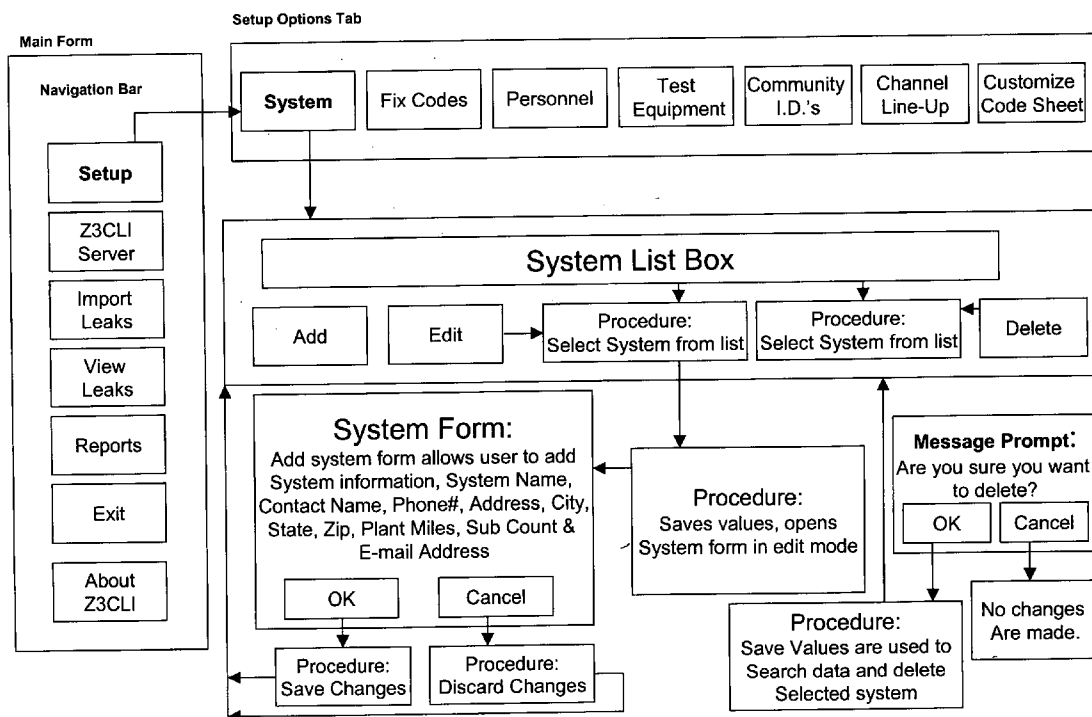 Setup Options Tab
Main Form
Navigation Bar
Setup
Z3CLI
Server
Import
Leaks
View
Leaks
Reports
Exit
About
Z3CLI
System
Fix Codes
Personnel
Test
Equipment
Community
I.D.'s
Channel
Line-Up
Customize
Code Sheet
System List Box
Add
Edit
Procedure:
Select System from list
Procedure:
Select System from list
Delete
System Form:
Add system form allows user to add
System information, System Name,
Contact Name, Phone#, Address, City,
State, Zip, Plant Miles, Sub Count &
E-mail Address
OK
Cancel
Procedure:
Save Changes
Procedure:
Discard Changes
Procedure:
Saves values, opens
System form in edit mode
Message Prompt:
Are you sure you want
to delete?
OK
Cancel
Procedure:
Save Values are used to
Search data and delete
Selected system
No changes
Are made.